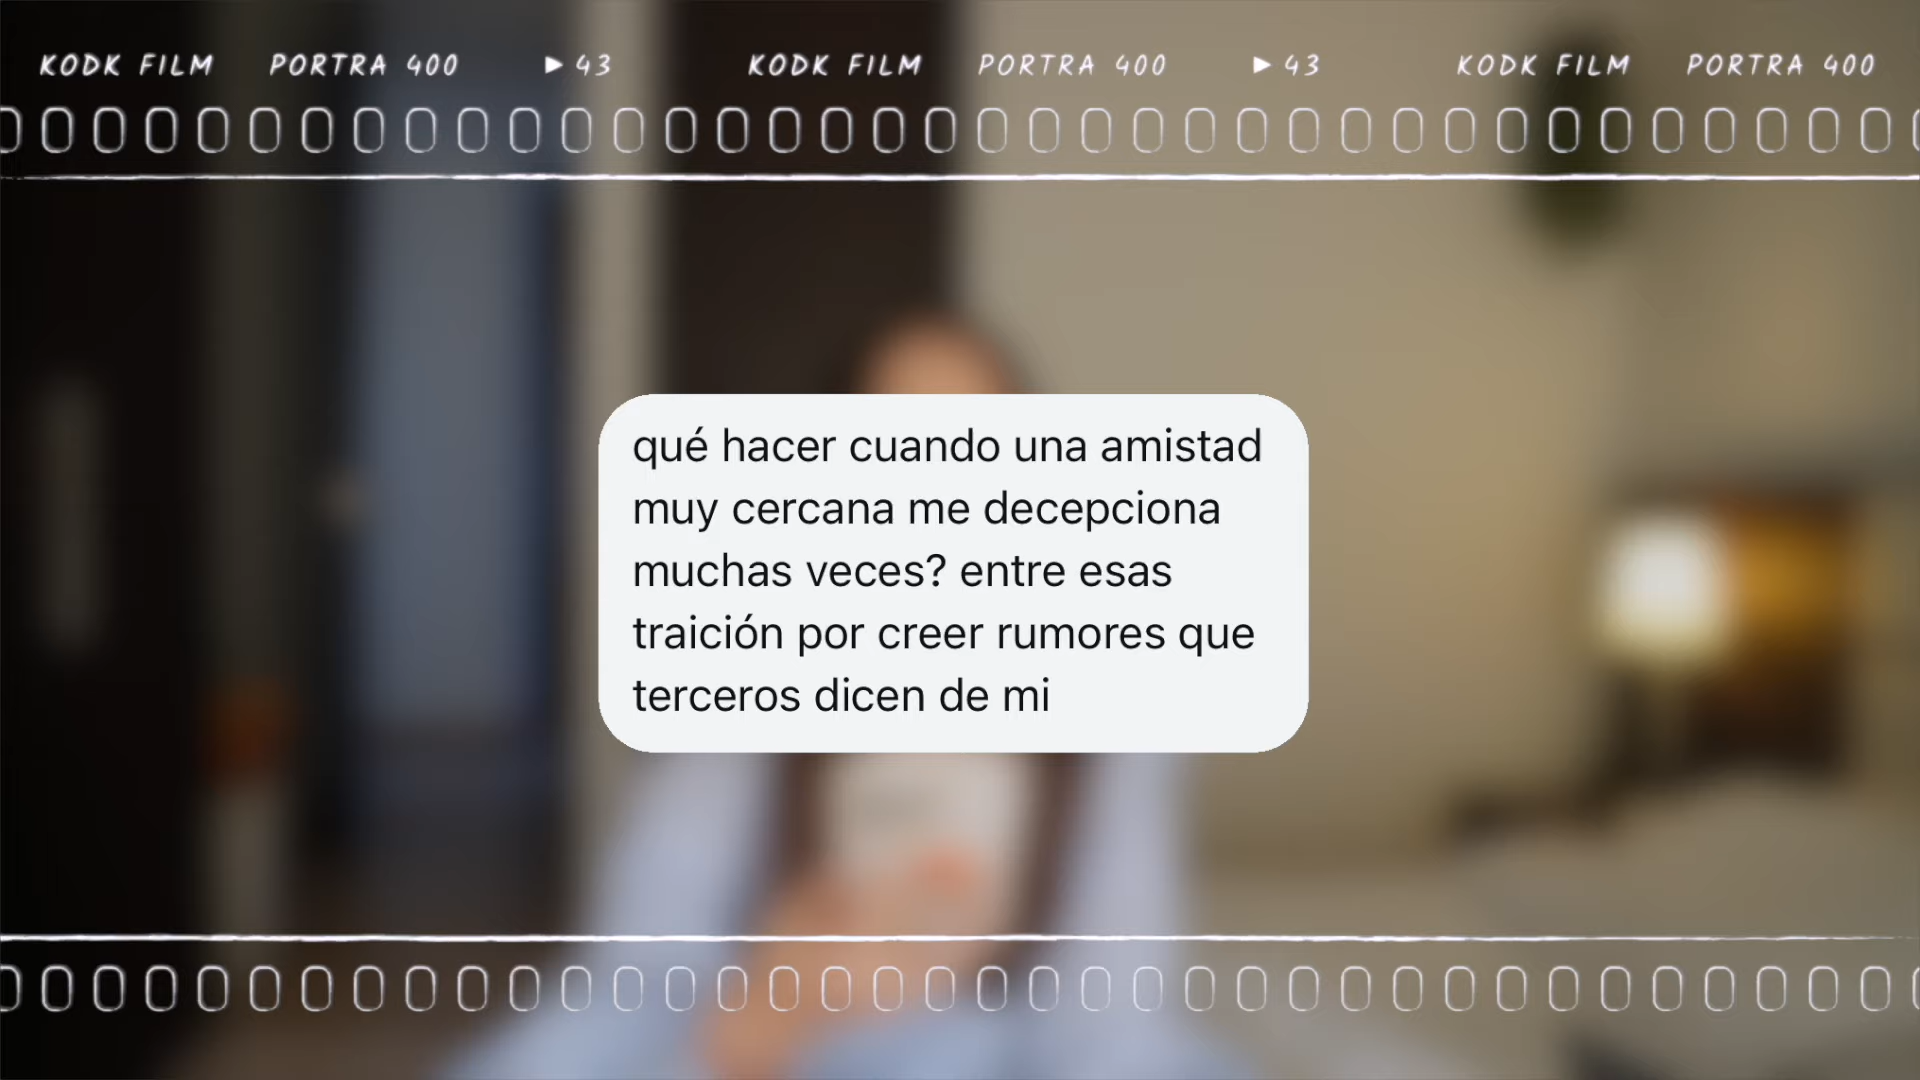 KODK FILM PORTRA 400 ▶ 43 KODK FILM PORTRA 400 ▶ 43 KODK FILM PORTRA 400
qué hacer cuando una amistad
muy cercana me decepciona
muchas veces? entre esas
traición por creer rumores que
terceros dicen de mi